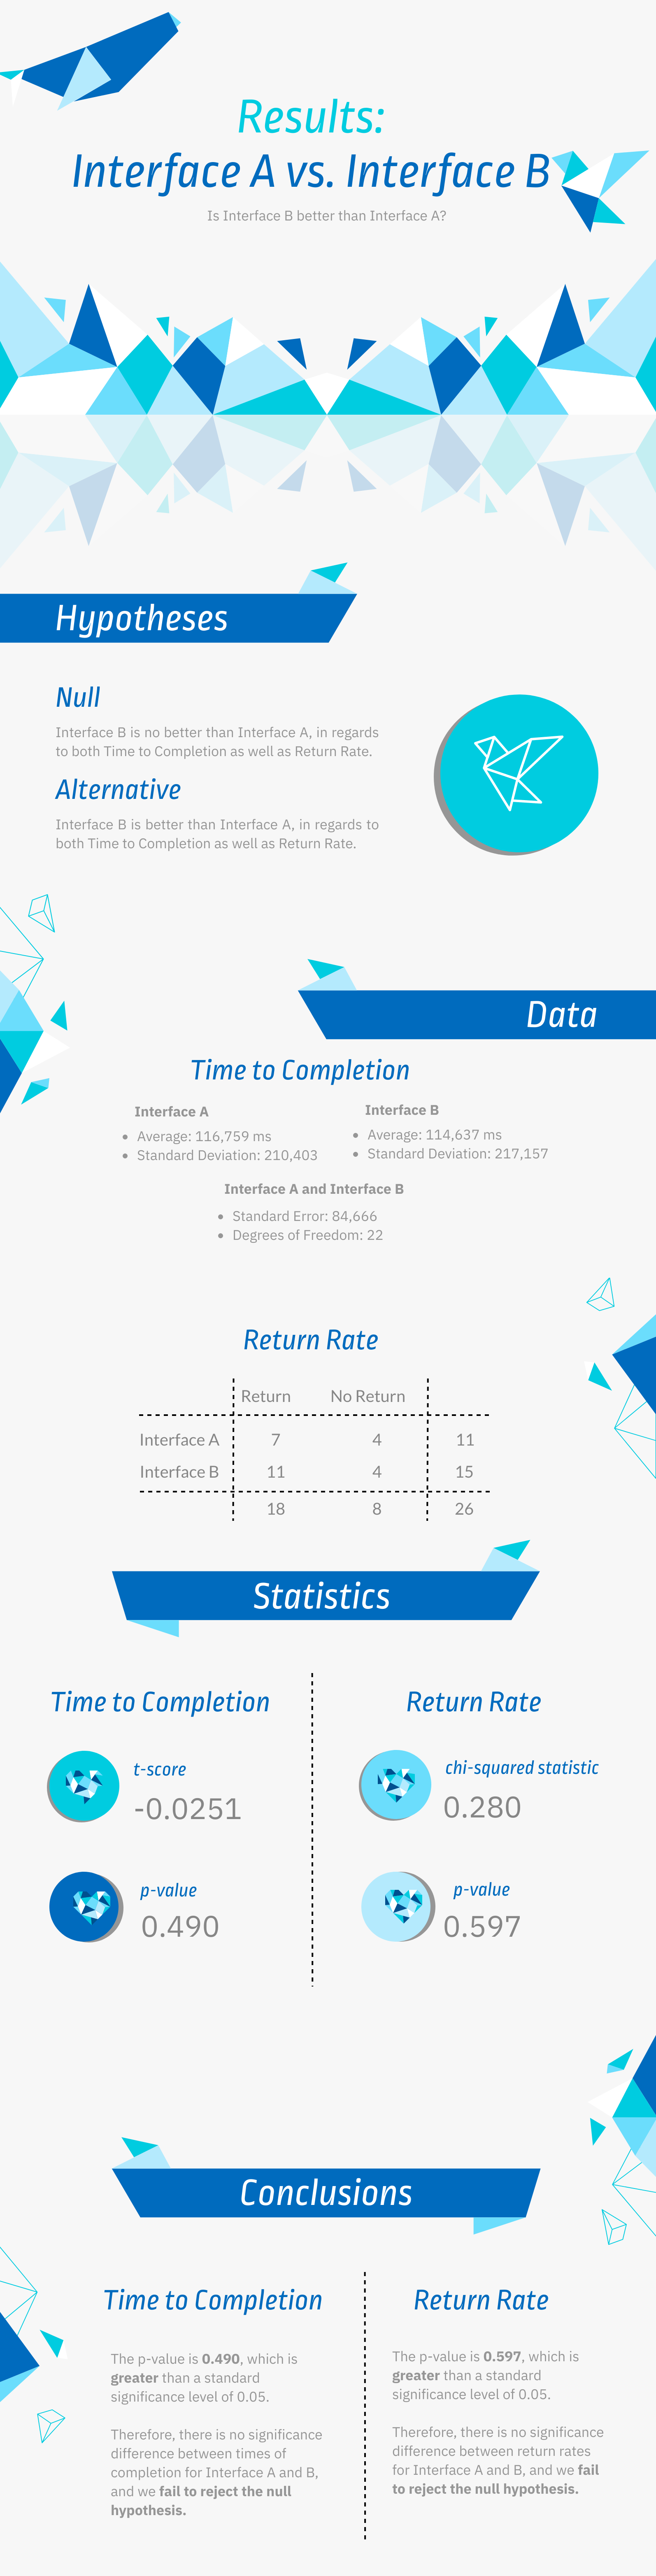 Results:
Interface A vs. Interface B
Is Interface B better than Interface A?
Hypotheses
Null
Interface B is no better than Interface A, in regards
to both Time to Completion as well as Return Rate.
Alternative
Interface B is better than Interface A, in regards to
both Time to Completion as well as Return Rate.
Data
Time to Completion
Interface A
• Average: 116,759 ms
• Standard Deviation: 210,403
Interface B
• Average: 114,637 ms
• Standard Deviation: 217,157
Interface A and Interface B
• Standard Error: 84,666
• Degrees of Freedom: 22
Return Rate
Return No Return
Interface A 7 4 11
Interface B 11 4 15
18 8 26
Statistics
Time to Completion
t-score
-0.0251
p-value
0.490
Return Rate
chi-squared statistic
0.280
p-value
0.597
Conclusions
Time to Completion
The p-value is 0.490, which is
greater than a standard
significance level of 0.05.
Therefore, there is no significance
difference between times of
completion for Interface A and B,
and we fail to reject the null
hypothesis.
Return Rate
The p-value is 0.597, which is
greater than a standard
significance level of 0.05.
Therefore, there is no significance
difference between return rates
for Interface A and B, and we fail
to reject the null hypothesis.